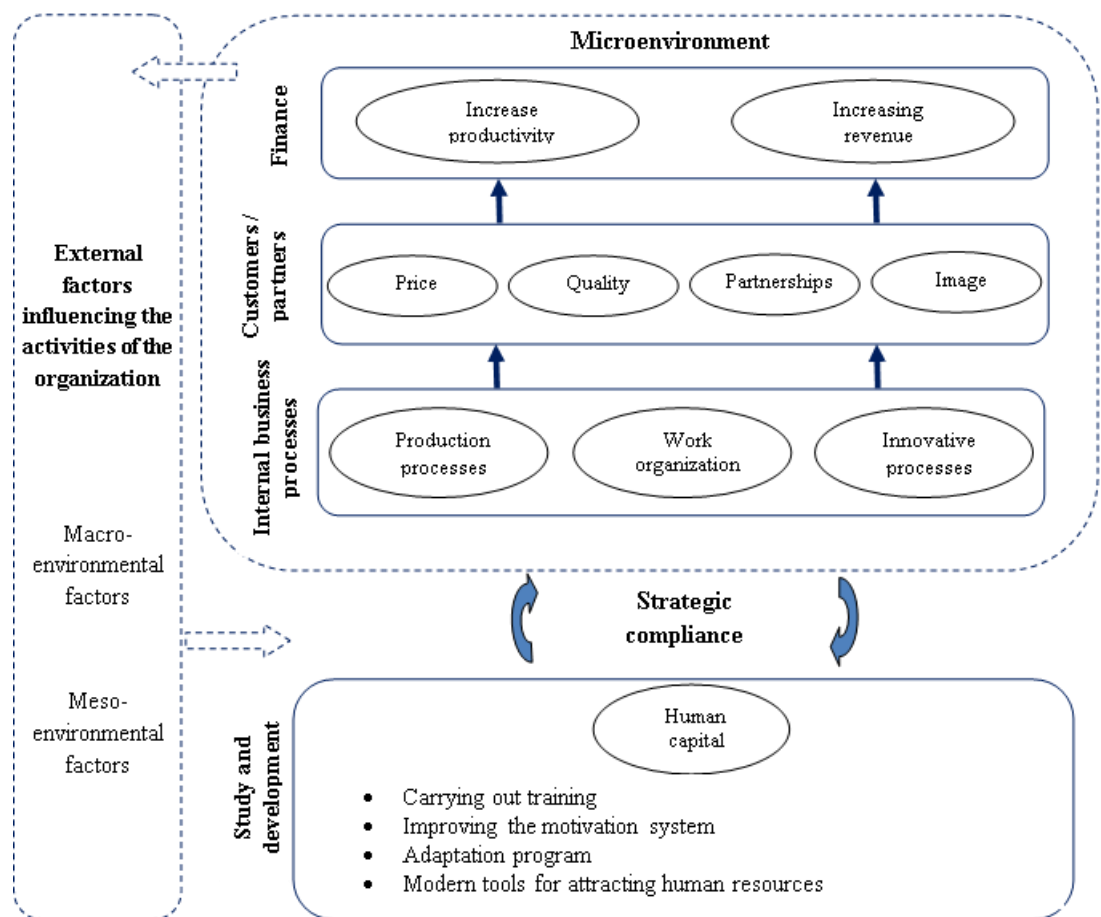 Microenvironment
Finance
Increase
productivity
Increasing
revenue
Customers /
partners
Price
Quality
Partnerships
Image
Internal business
processes
Production
processes
Work
organization
Innovative
processes
External
factors
influencing the
activities of the
organization
Macro-
environmental
factors
Meso-
environmental
factors
Strategic
compliance
Study and
development
Human
capital
• Carrying out training
• Improving the motivation system
• Adaptation program
• Modern tools for attracting human resources